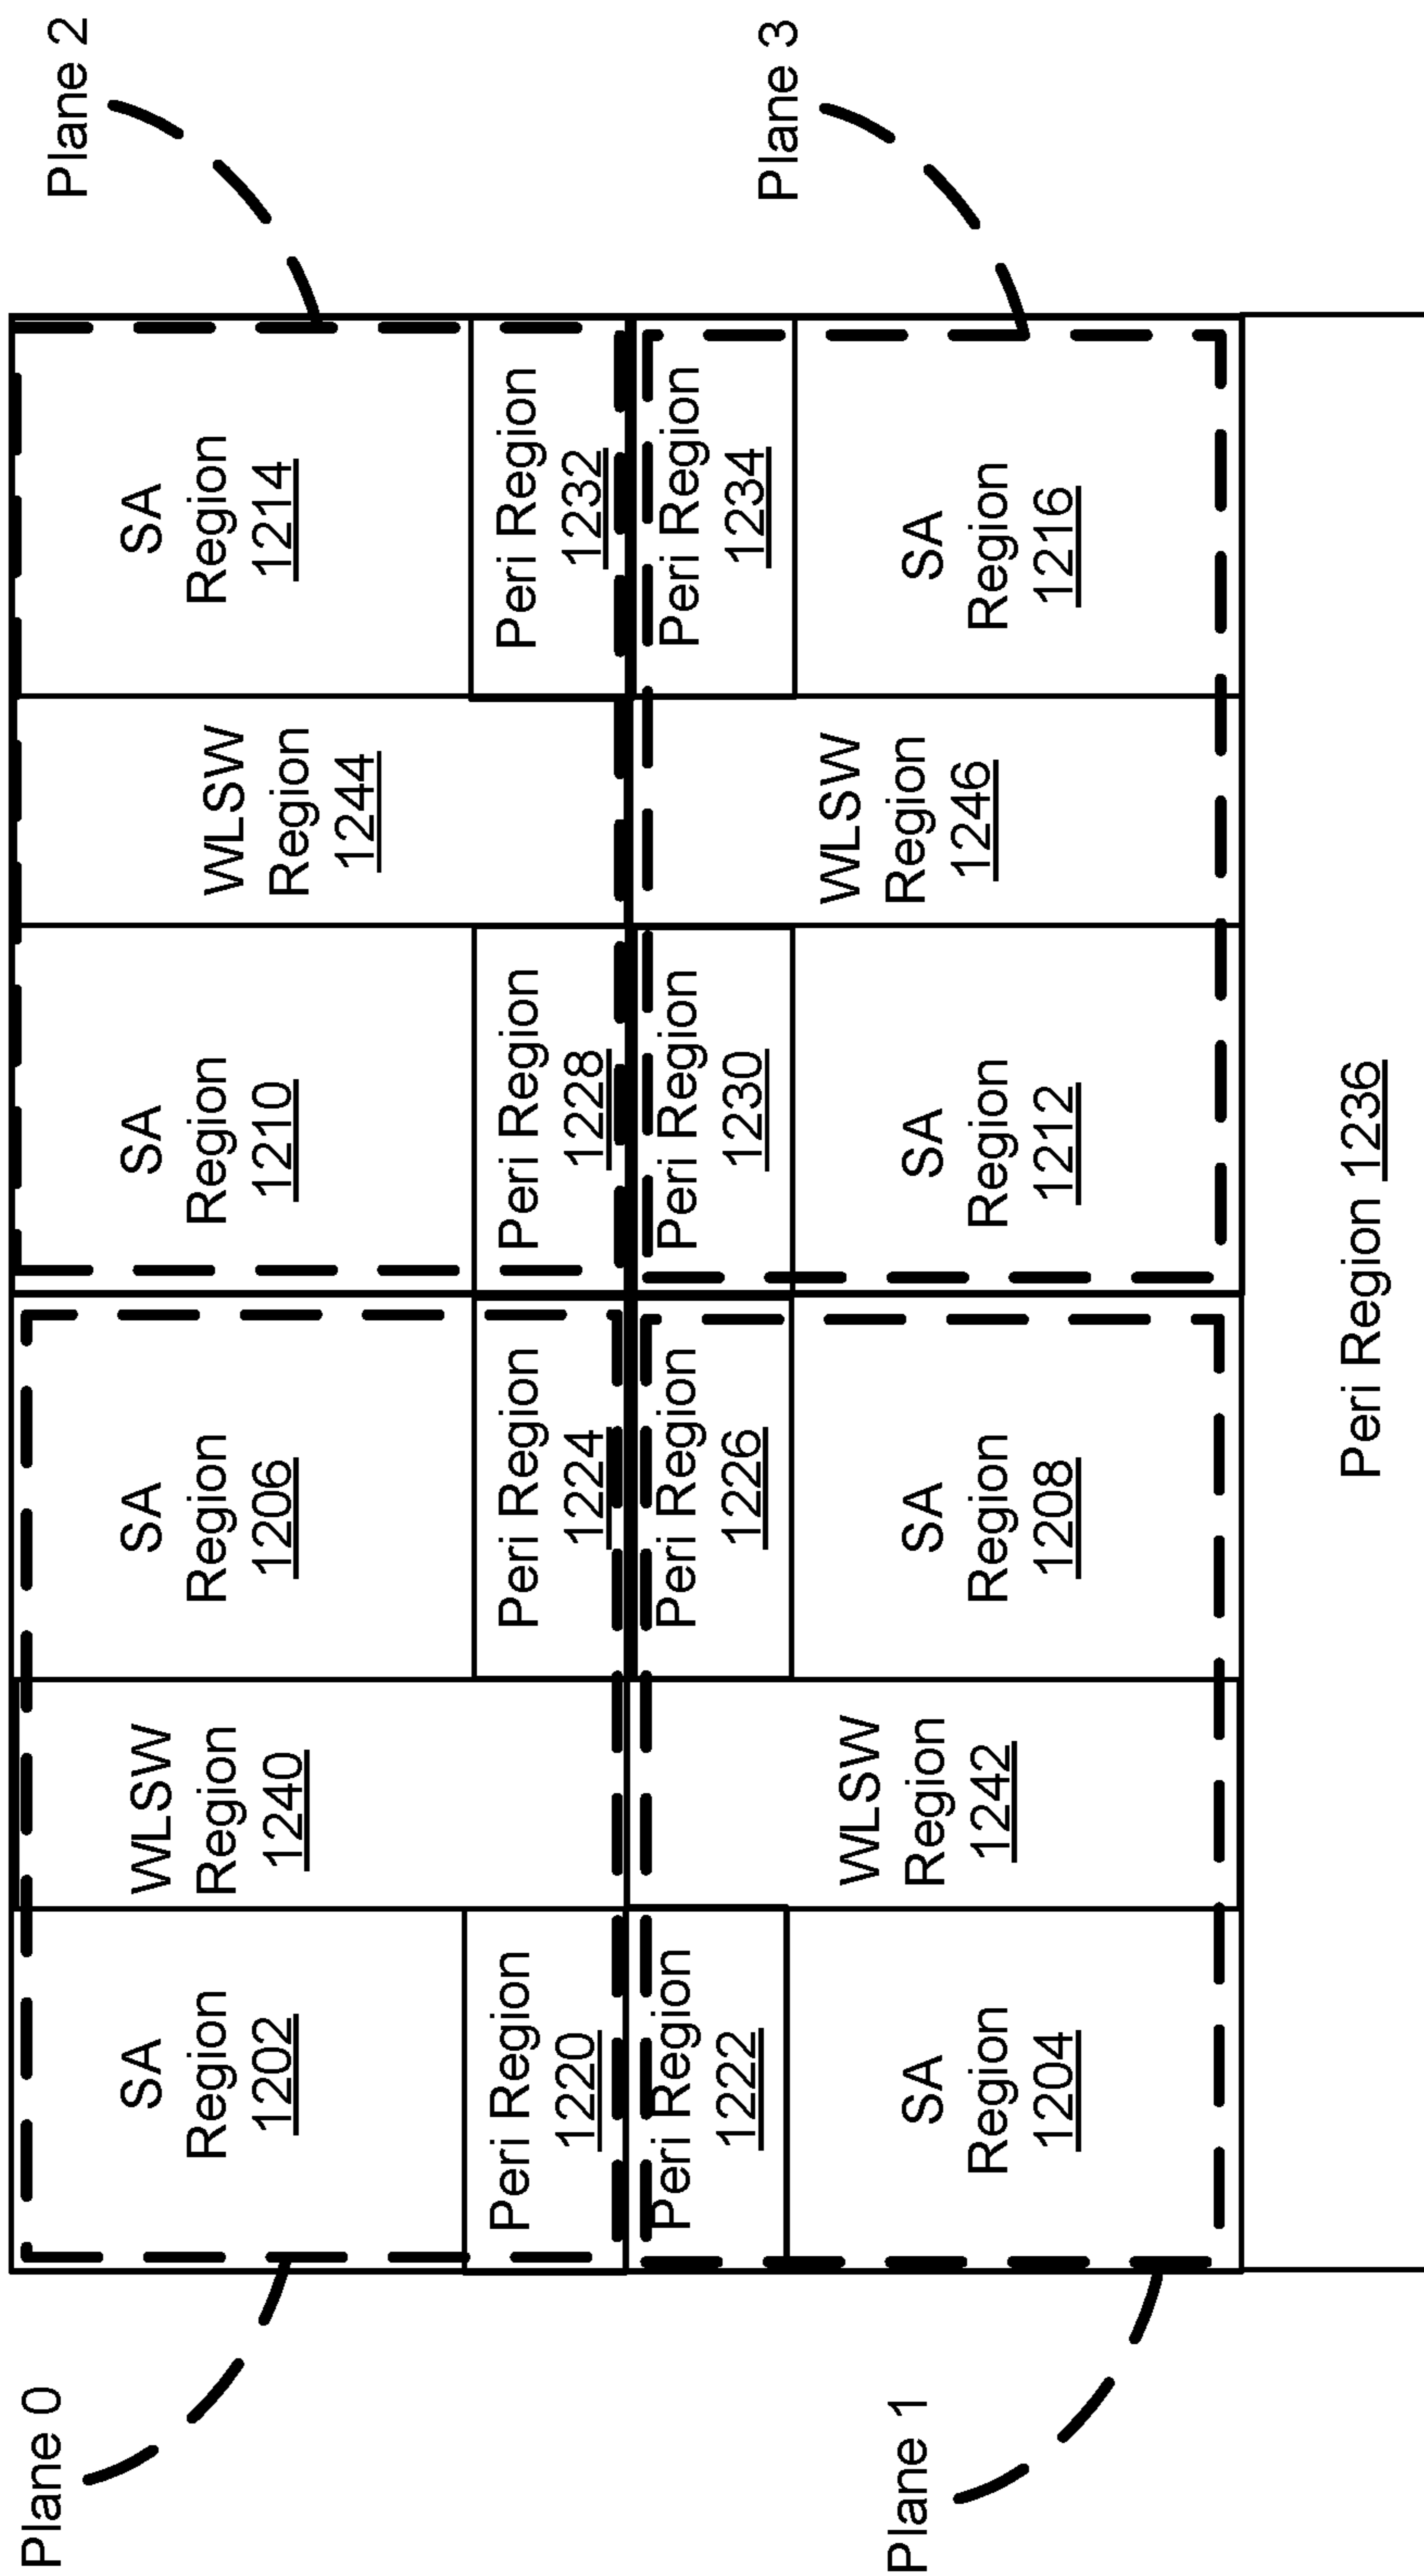 Plane 0
Plane 2
SA
Region
1202
WLSW
Region
1240
SA
Region
1206
SA
Region
1210
WLSW
Region
1244
SA
Region
1214
Peri Region
1220
Peri Region
1224
Peri Region
1228
Peri Region
1232
Plane 1
Plane 3
Peri Region
1222
Peri Region
1226
Peri Region
1230
Peri Region
1234
SA
Region
1204
WLSW
Region
1242
SA
Region
1208
SA
Region
1212
WLSW
Region
1246
SA
Region
1216
Peri Region 1236